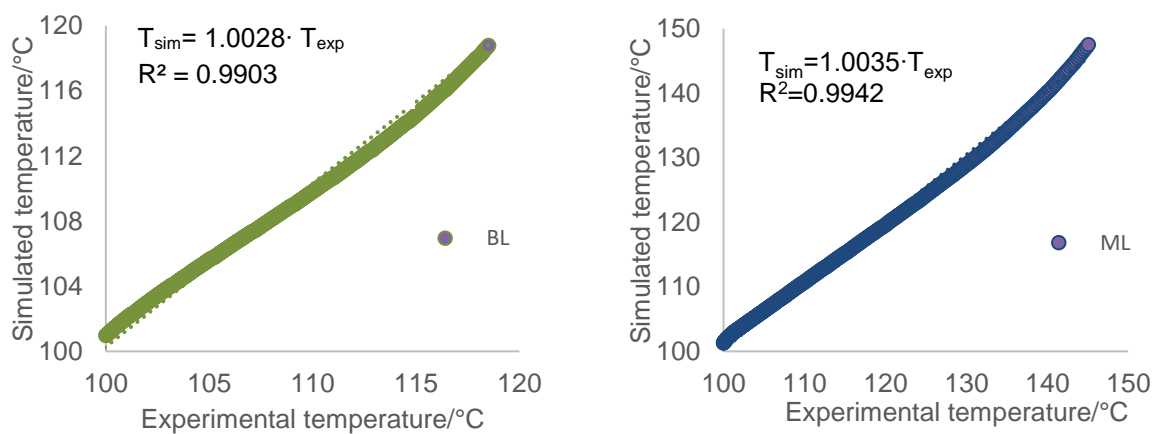 T_sim= 1.0028· T_exp
R² = 0.9903
120
116
112
108
104
100
Simulated temperature/°C
BL
100 105 110 115 120
Experimental temperature/°C
T_sim=1.0035·T_exp
R²=0.9942
150
140
130
120
110
100
Simulated temperature/°C
ML
100 110 120 130 140 150
Experimental temperature/°C